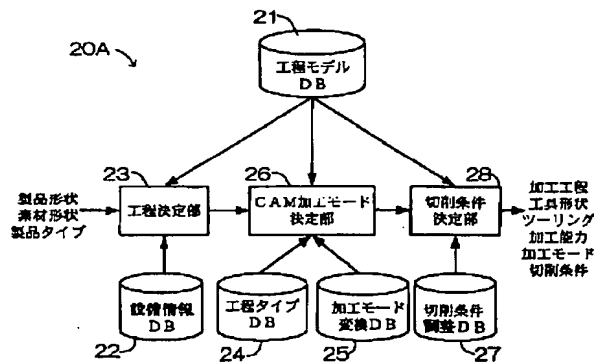 21
20A
工程モデル
DB
23
26
28
製品形状
素材形状
製品タイプ
工程決定部
CAM加工モード
決定部
切削条件
決定部
加工工程
工具形状
ツーリング
加工能力
加工モード
切削条件
設備情報
DB
工程タイプ
DB
加工モード
変換DB
切削条件
調整DB
22
24
25
27